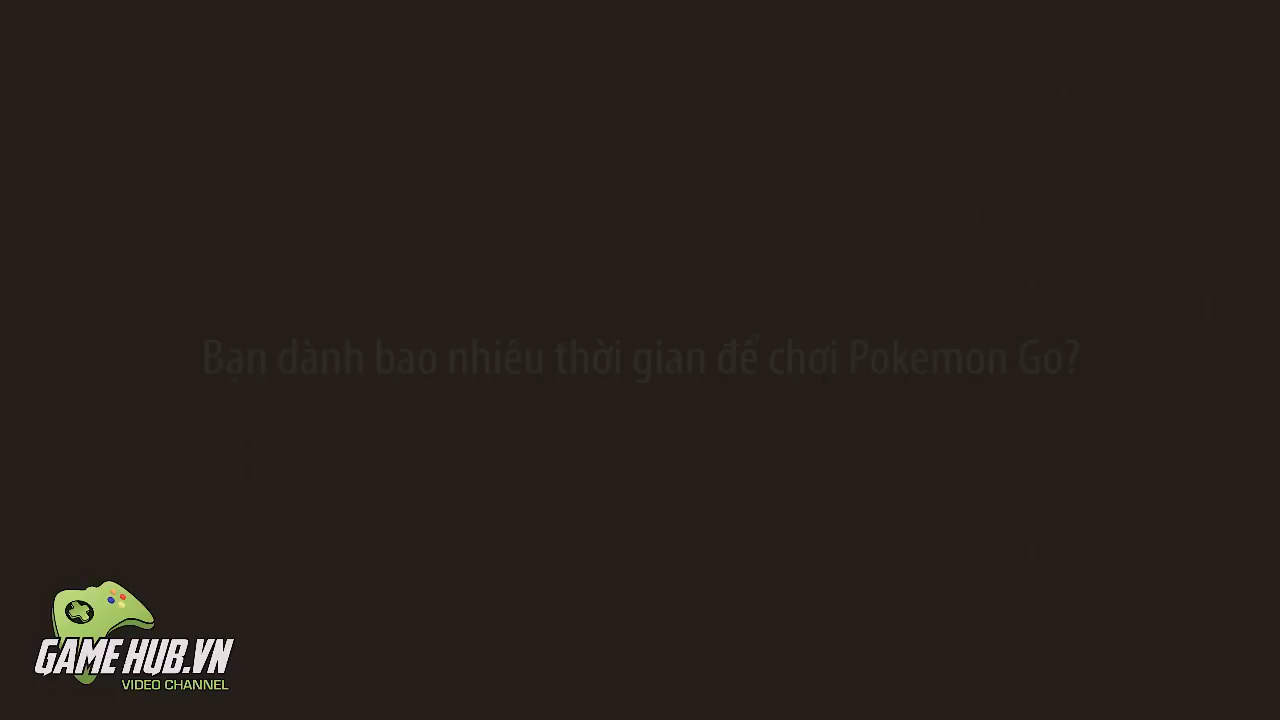 Bạn dành bao nhiêu thời gian để chơi Pokemon Go?
GAME HUB.VN
VIDEO CHANNEL